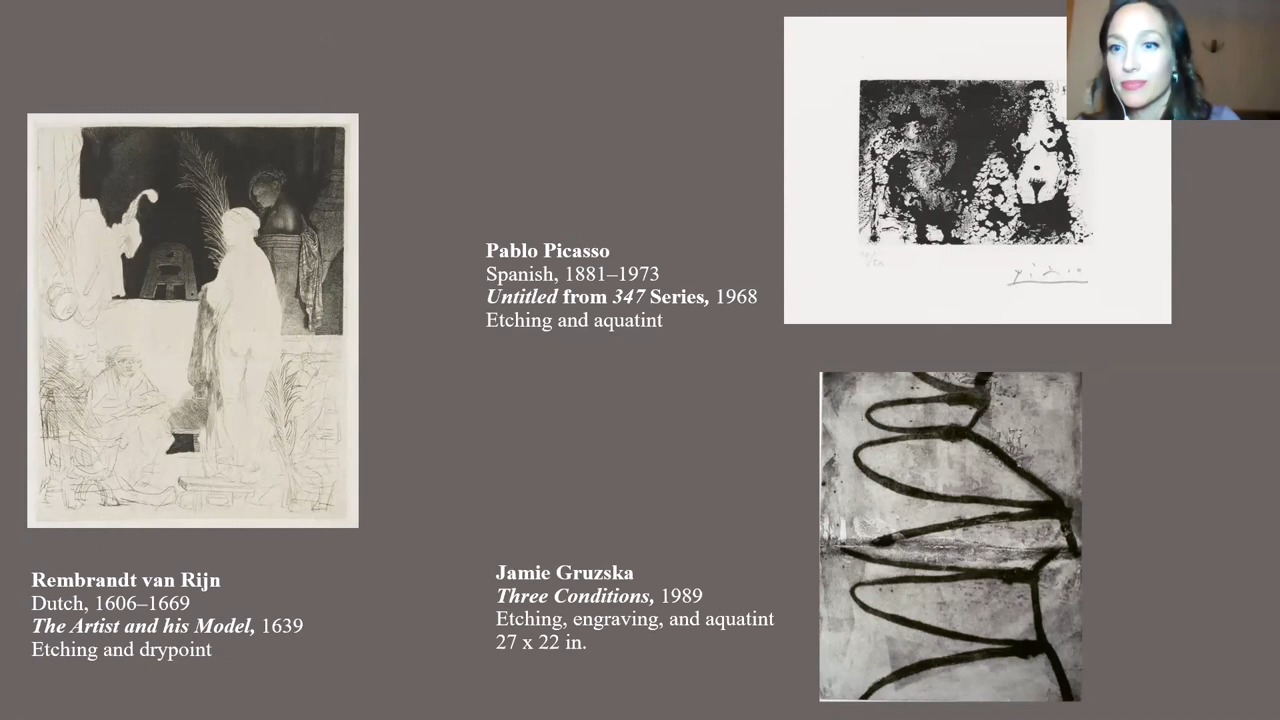 Pablo Picasso
Spanish, 1881–1973
Untitled from 347 Series, 1968
Etching and aquatint
Rembrandt van Rijn
Dutch, 1606–1669
The Artist and his Model, 1639
Etching and drypoint
Jamie Gruzska
Three Conditions, 1989
Etching, engraving, and aquatint
27 x 22 in.